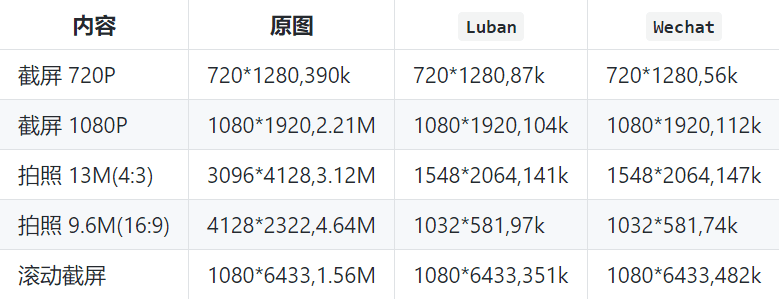 内容 原图 Luban Wechat
截屏 720P 720*1280,390k 720*1280,87k 720*1280,56k
截屏 1080P 1080*1920,2.21M 1080*1920,104k 1080*1920,112k
拍照 13M(4:3) 3096*4128,3.12M 1548*2064,141k 1548*2064,147k
拍照 9.6M(16:9) 4128*2322,4.64M 1032*581,97k 1032*581,74k
滚动截屏 1080*6433,1.56M 1080*6433,351k 1080*6433,482k